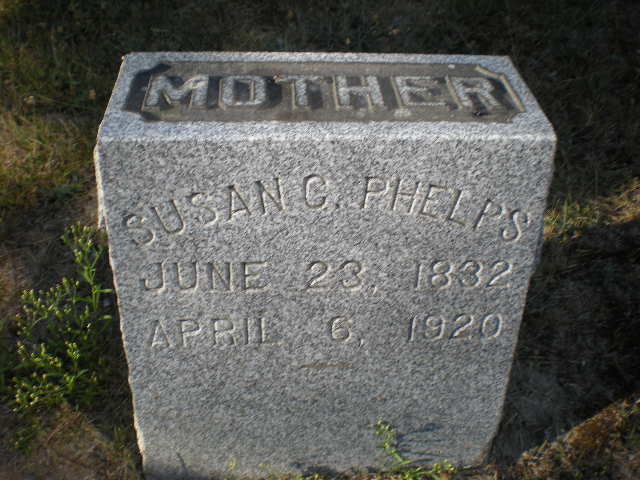 MOTHER
SUSAN C. PHELPS
JUNE 23, 1832
APRIL 6, 1920